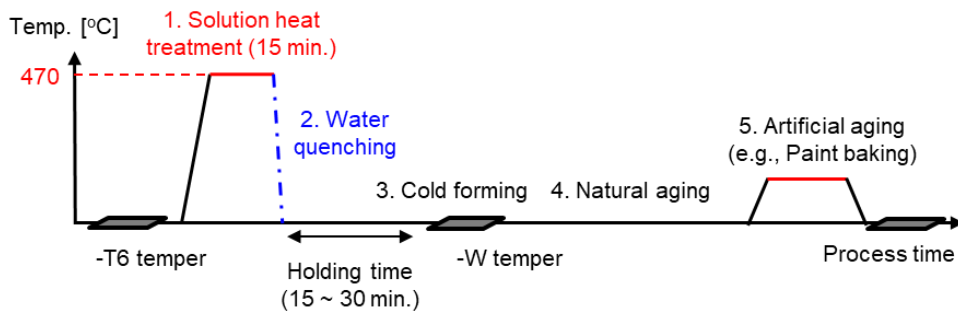 Temp. [°C]
1. Solution heat
treatment (15 min.)
470
2. Water
quenching
5. Artificial aging
(e.g., Paint baking)
3. Cold forming
4. Natural aging
-T6 temper
Holding time
(15 ~ 30 min.)
-W temper
Process time